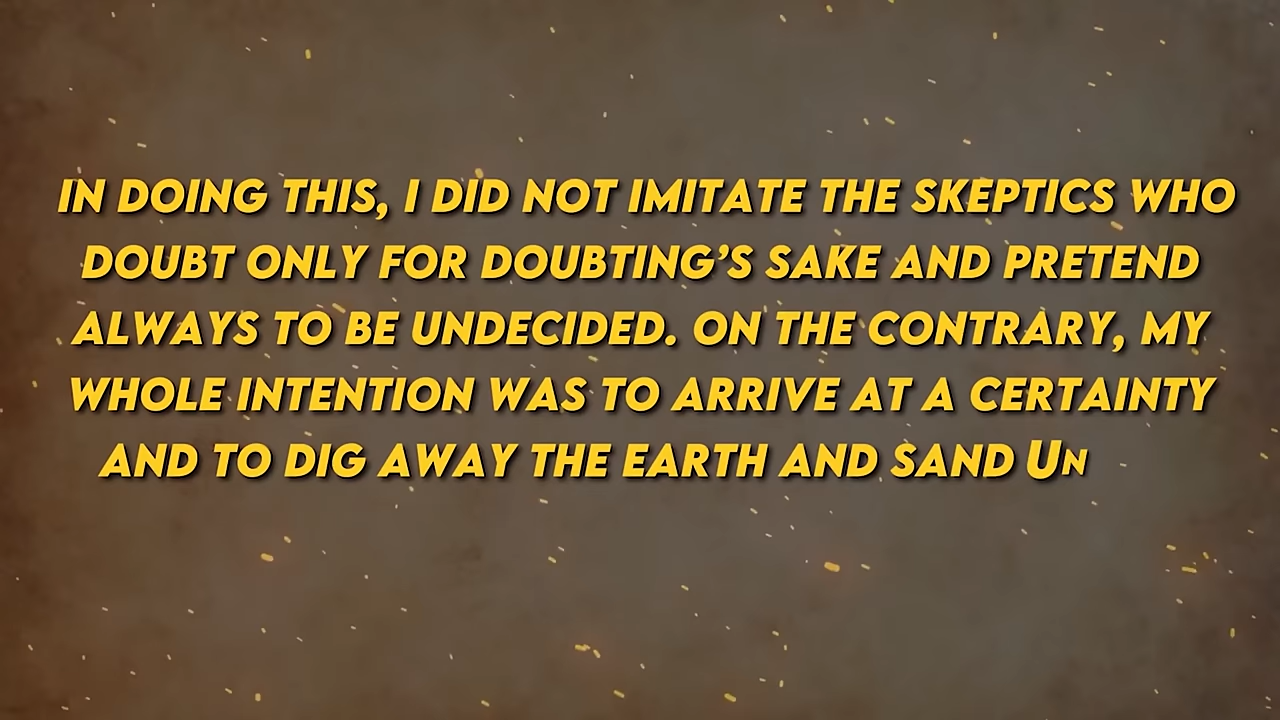 IN DOING THIS, I DID NOT IMITATE THE SKEPTICS WHO
DOUBT ONLY FOR DOUBTING’S SAKE AND PRETEND
ALWAYS TO BE UNDECIDED. ON THE CONTRARY, MY
WHOLE INTENTION WAS TO ARRIVE AT A CERTAINTY
AND TO DIG AWAY THE EARTH AND SAND UN